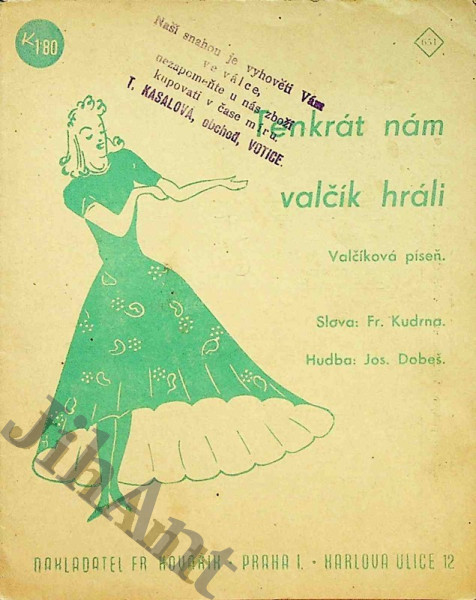 K 1·80
651
Naší snahou je vyhověti Vám
ve válce,
nezapomeňte u nás zboží
kupovati v čase míru.
T. KASALOVÁ, obchod, VOTICE.
Tenkrát nám
valčík hráli
Valčíková píseň.
Slova: Fr. Kudrna.
Hudba: Jos. Dobeš.
NAKLADATEL FR. KOVAŘÍK · PRAHA I. · KARLOVA ULICE 12
JihAnt